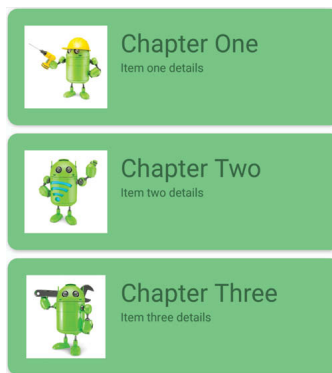 Chapter One
Item one details
Chapter Two
Item two details
Chapter Three
Item three details